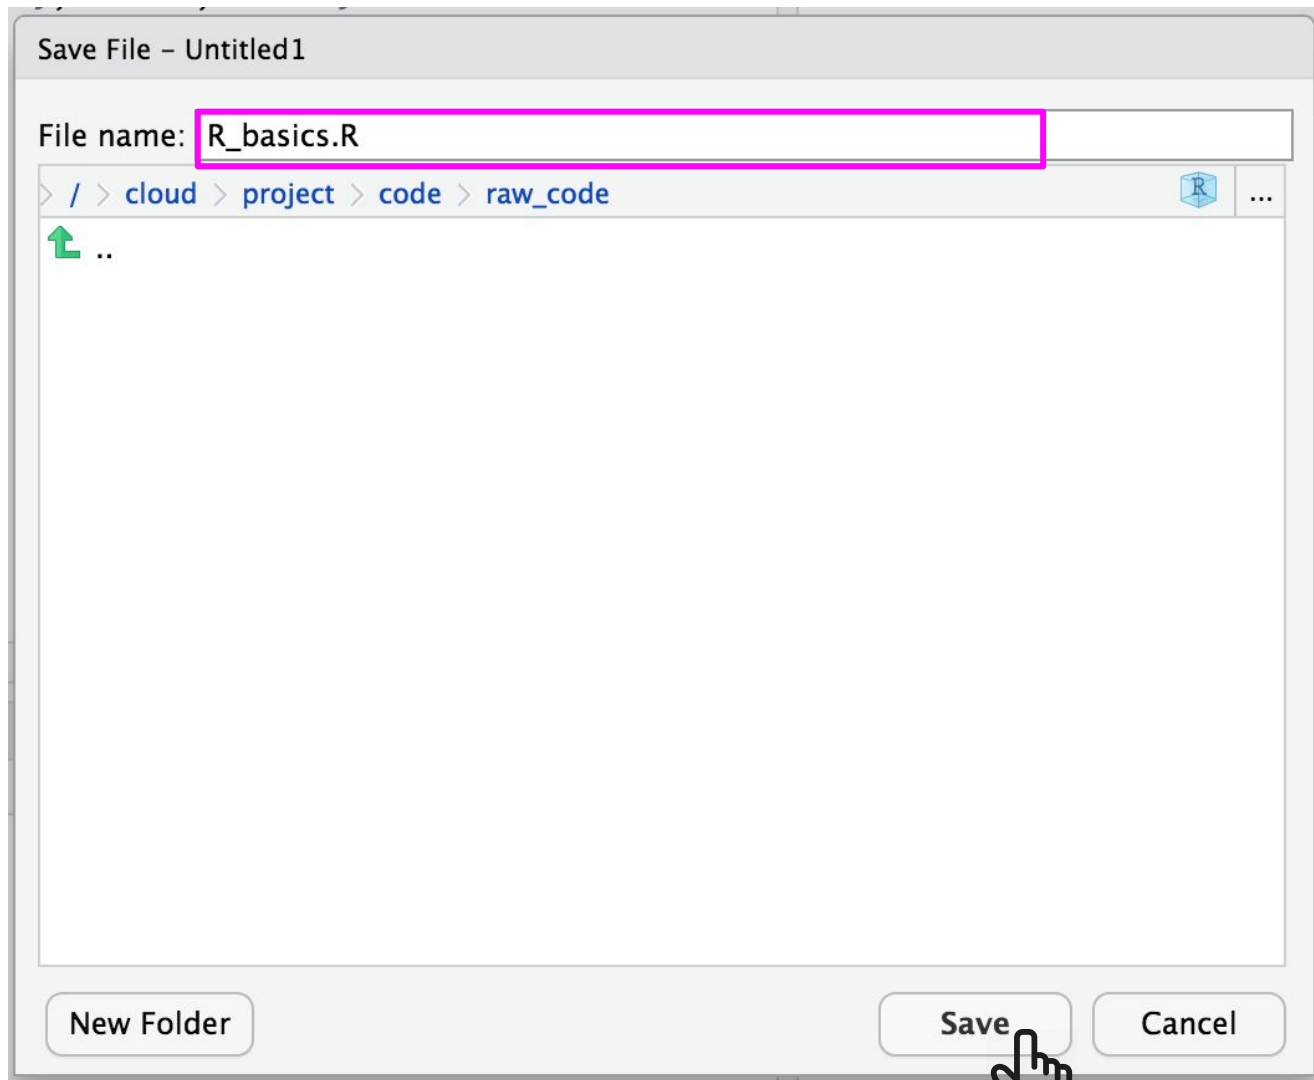 Save File – Untitled1
File name: R_basics.R
/ > cloud > project > code > raw_code R ...
..
New Folder Save Cancel